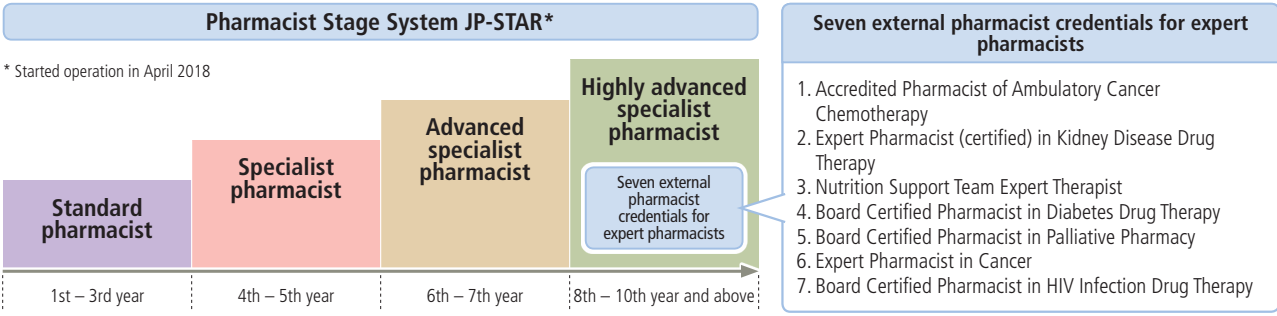 Pharmacist Stage System JP-STAR*
* Started operation in April 2018
Standard
pharmacist
Specialist
pharmacist
Advanced
specialist
pharmacist
Highly advanced
specialist
pharmacist
Seven external
pharmacist
credentials for
expert pharmacists
1st – 3rd year
4th – 5th year
6th – 7th year
8th – 10th year and above
Seven external pharmacist credentials for expert
pharmacists
1. Accredited Pharmacist of Ambulatory Cancer
Chemotherapy
2. Expert Pharmacist (certified) in Kidney Disease Drug
Therapy
3. Nutrition Support Team Expert Therapist
4. Board Certified Pharmacist in Diabetes Drug Therapy
5. Board Certified Pharmacist in Palliative Pharmacy
6. Expert Pharmacist in Cancer
7. Board Certified Pharmacist in HIV Infection Drug Therapy